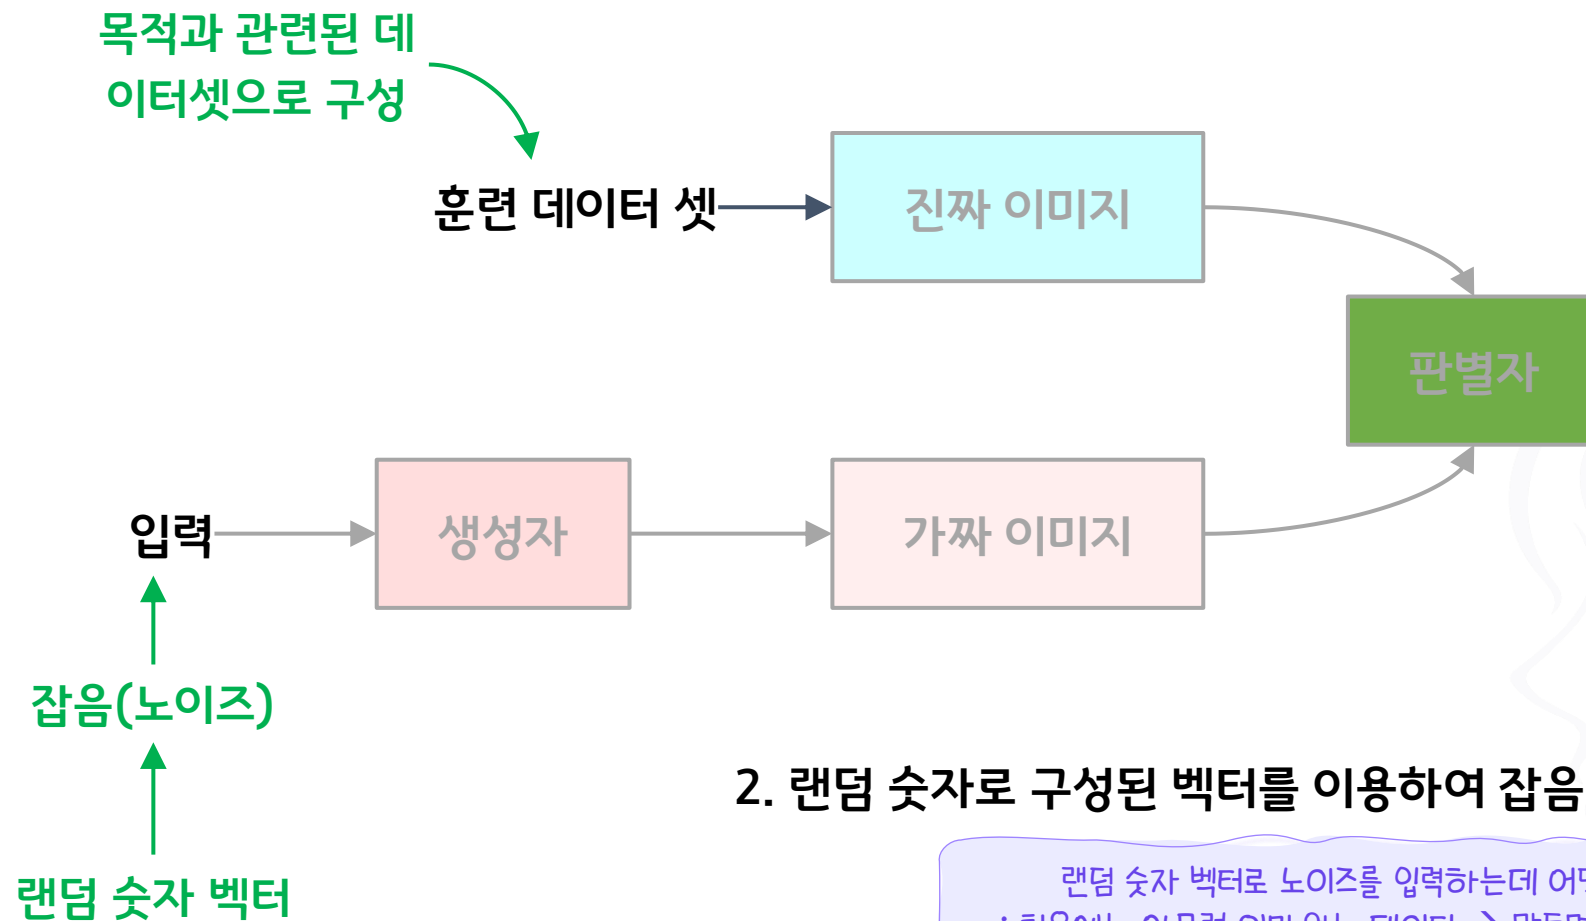 목적과 관련된 데
이터셋으로 구성
훈련 데이터 셋
진짜 이미지
판별자
입력
생성자
가짜 이미지
잡음(노이즈)
2. 랜덤 숫자로 구성된 벡터를 이용하여 잡음
랜덤 숫자 벡터
랜덤 숫자 벡터로 노이즈를 입력하는데